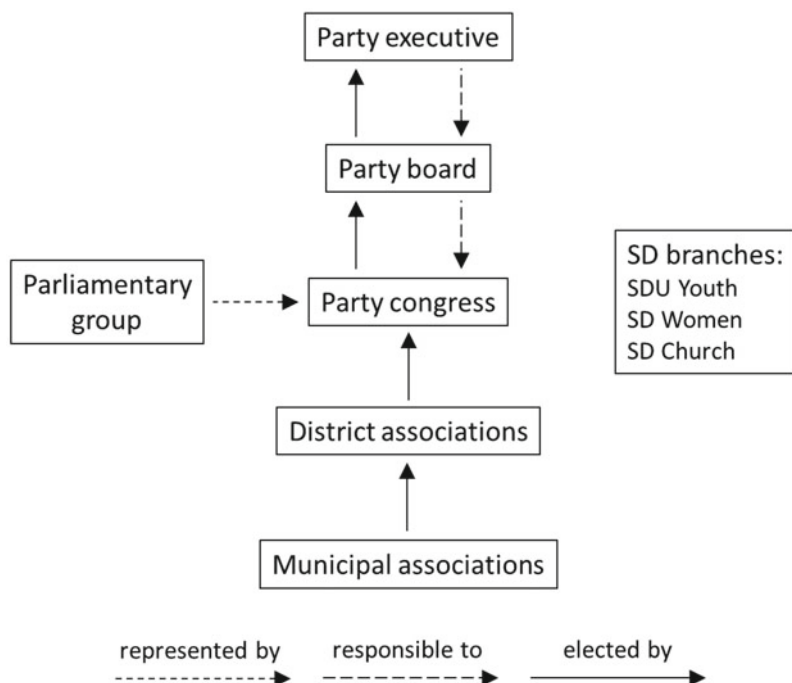 Party executive
Party board
Parliamentary
group
Party congress
SD branches:
SDU Youth
SD Women
SD Church
District associations
Municipal associations
represented by
responsible to
elected by